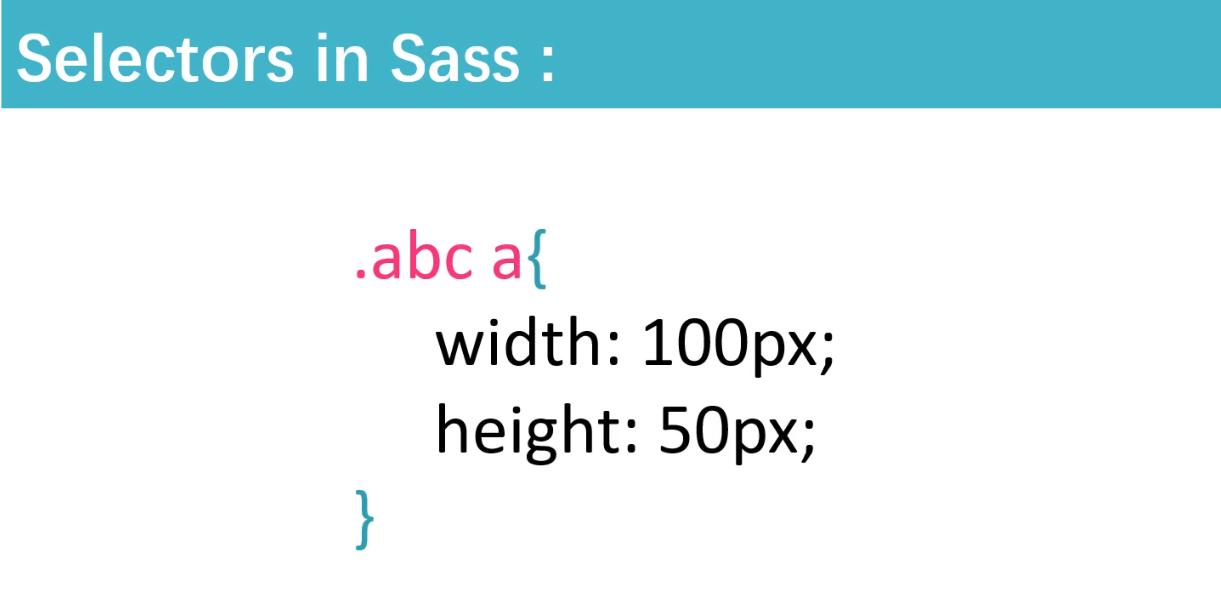 Selectors in Sass :
.abc a{
width: 100px;
height: 50px;
}